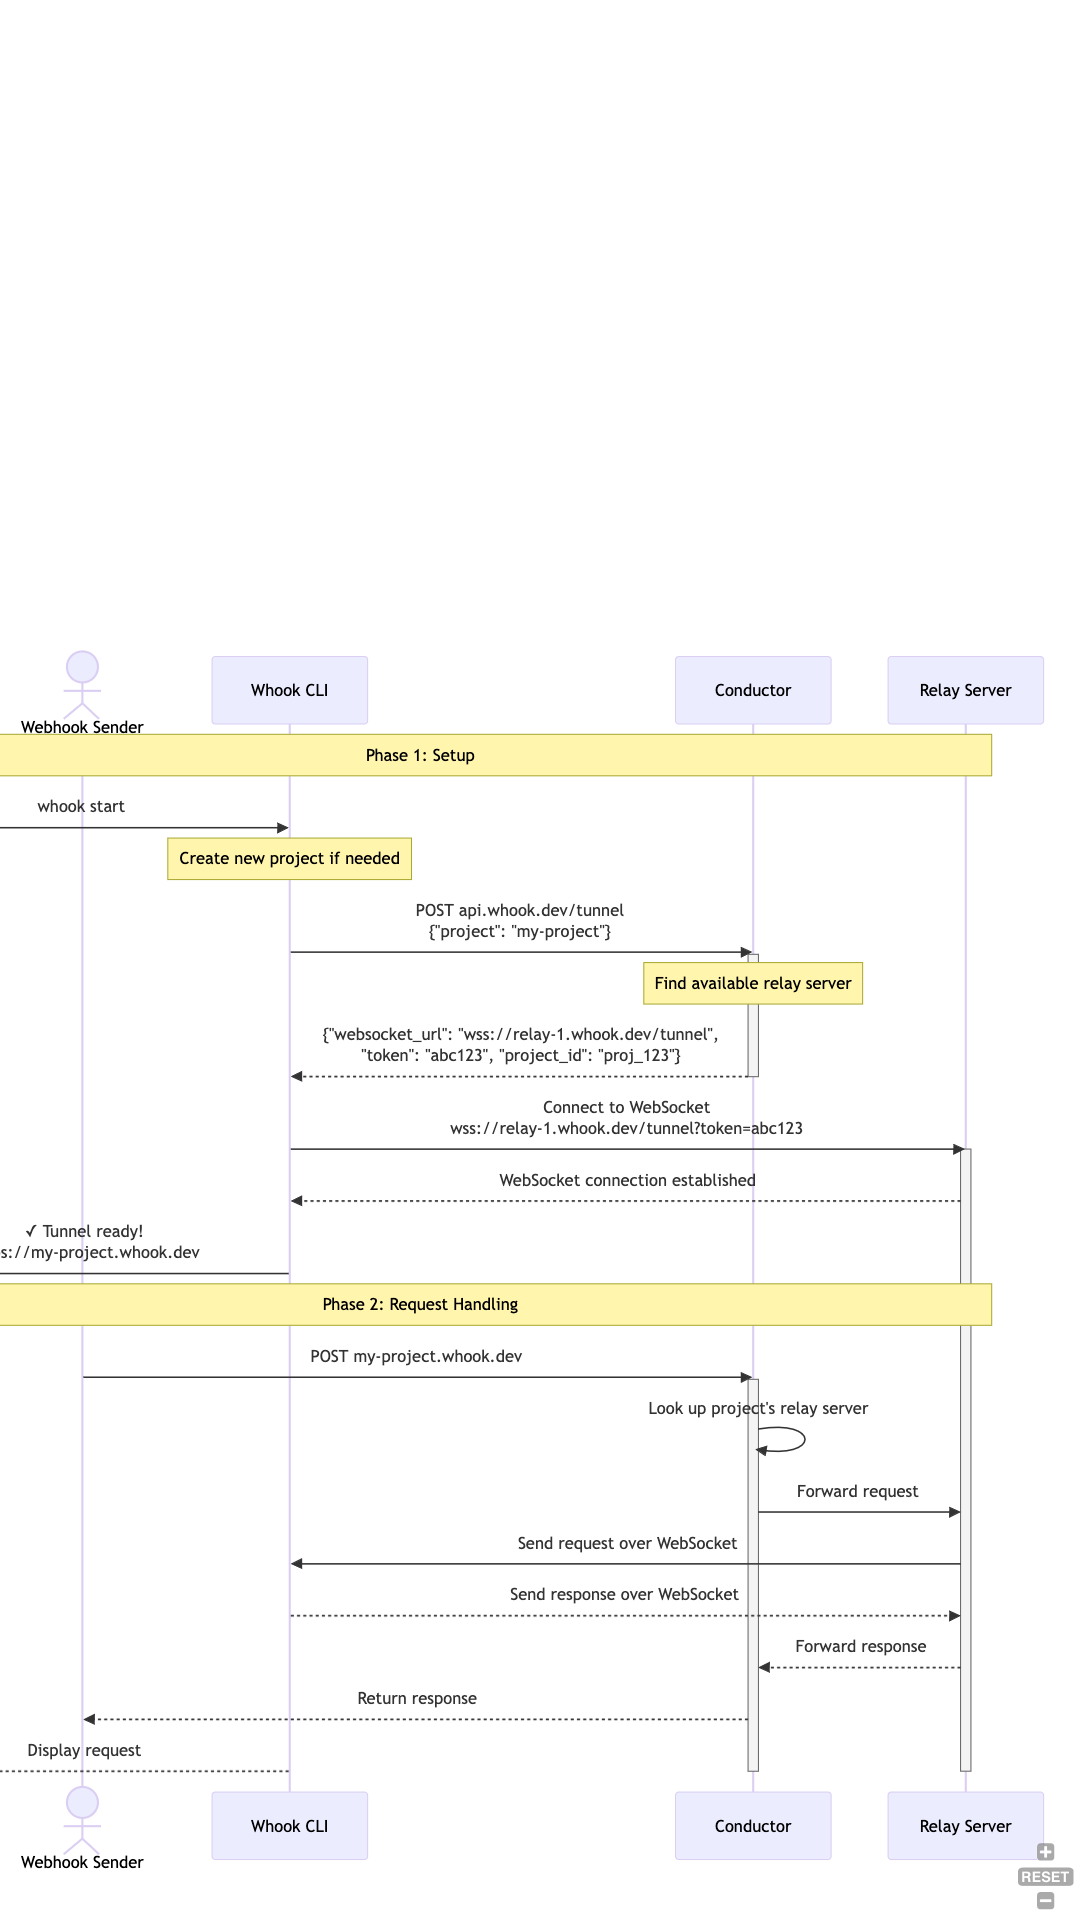 Webhook Sender
Whook CLI
Conductor
Relay Server
Phase 1: Setup
whook start
Create new project if needed
POST api.whook.dev/tunnel
{"project": "my-project"}
Find available relay server
{"websocket_url": "wss://relay-1.whook.dev/tunnel",
"token": "abc123", "project_id": "proj_123"}
Connect to WebSocket
wss://relay-1.whook.dev/tunnel?token=abc123
WebSocket connection established
✓ Tunnel ready!
s://my-project.whook.dev
Phase 2: Request Handling
POST my-project.whook.dev
Look up project's relay server
Forward request
Send request over WebSocket
Send response over WebSocket
Forward response
Return response
Display request
Webhook Sender
Whook CLI
Conductor
Relay Server
RESET